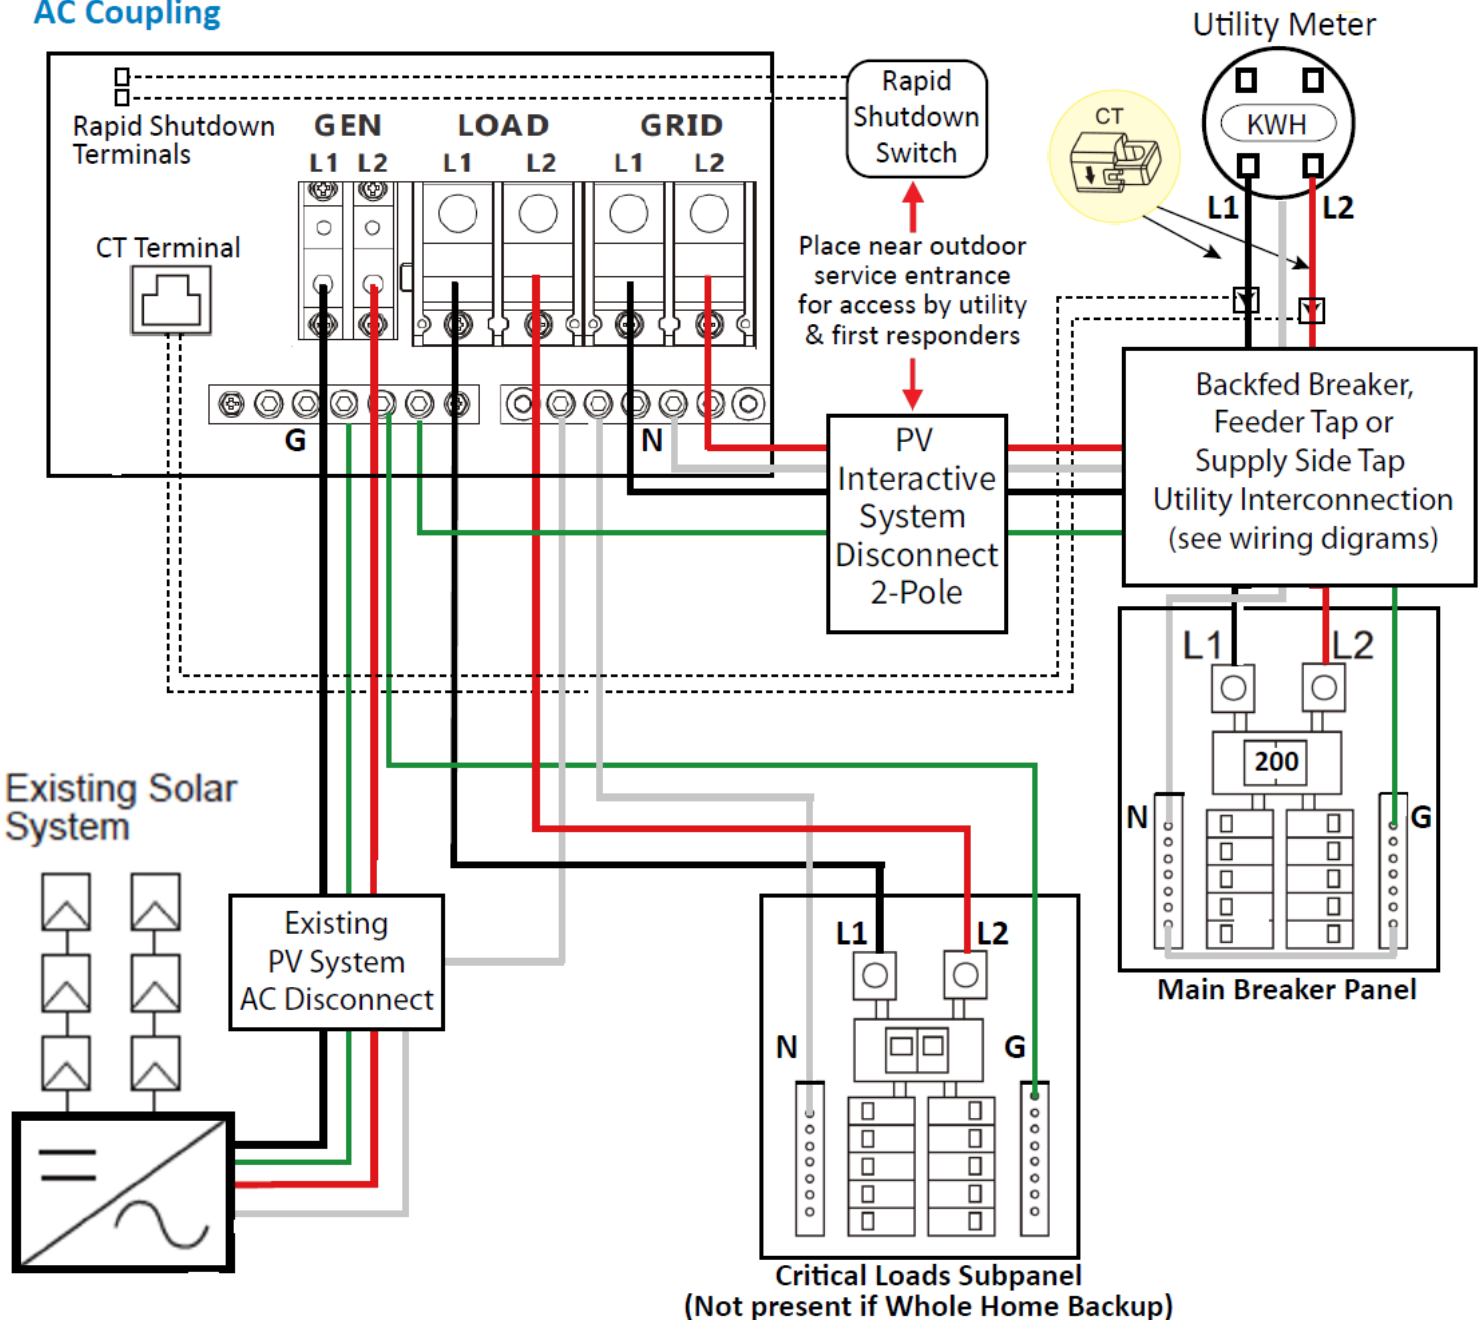 AC Coupling
Utility Meter
Rapid
Shutdown
Switch
CT
KWH
Rapid Shutdown
Terminals
GEN
LOAD
GRID
L1
L2
L1
L2
L1
L2
L1
L2
CT Terminal
Place near outdoor
service entrance
for access by utility
& first responders
G
N
PV
Interactive
System
Disconnect
2-Pole
Backfed Breaker,
Feeder Tap or
Supply Side Tap
Utility Interconnection
(see wiring digrams)
L1
L2
200
N
G
Main Breaker Panel
Existing Solar
System
Existing
PV System
AC Disconnect
L1
L2
N
G
Critical Loads Subpanel
(Not present if Whole Home Backup)